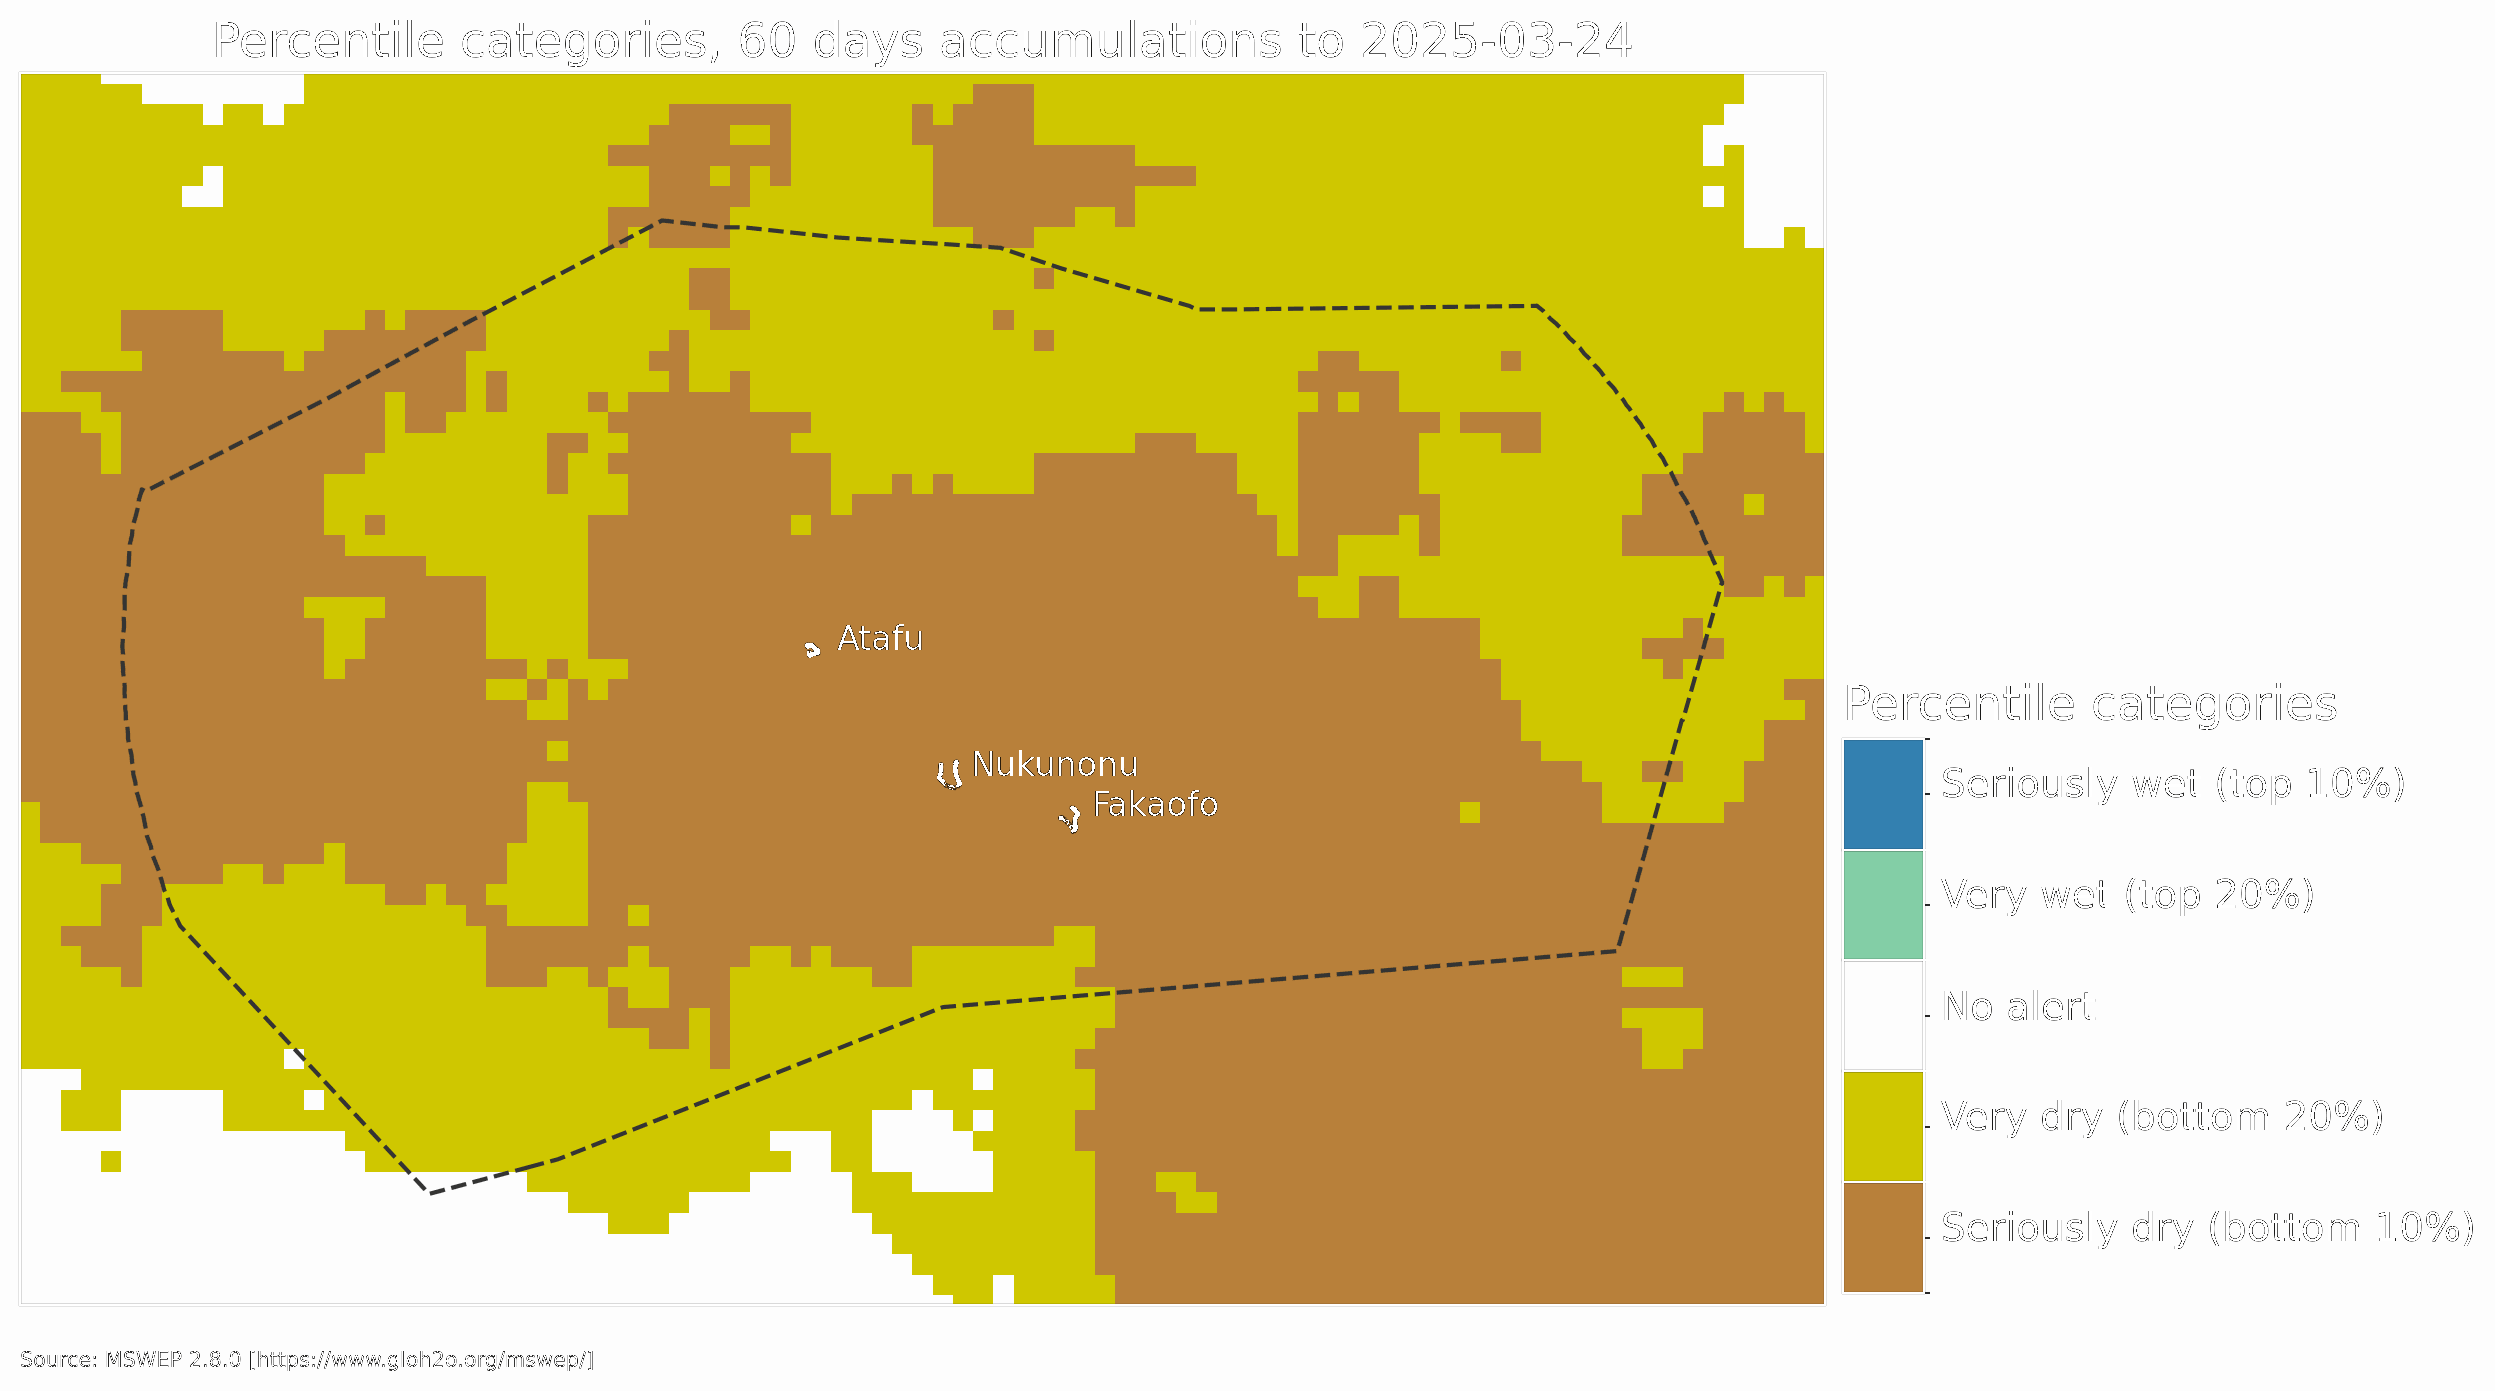 Percentile categories, 60 days accumulations to 2025-03-24
Atafu
Nukunonu
Fakaofo
Percentile categories
Seriously wet (top 10%)
Very wet (top 20%)
No alert
Very dry (bottom 20%)
Seriously dry (bottom 10%)
Source: MSWEP 2.8.0 [https://www.gloh2o.org/mswep/]